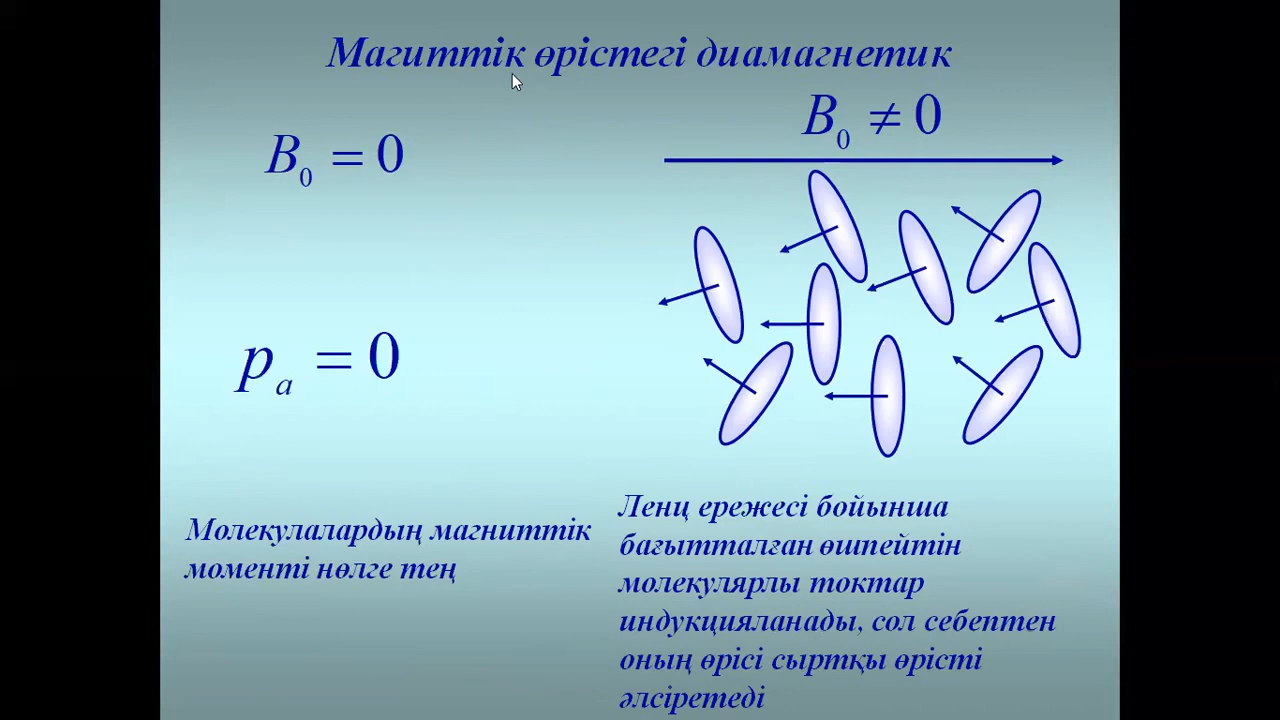 Магиттік өрістегі диамагнетик
B₀ = 0
B₀ ≠ 0
pₐ = 0
Молекулалардың магниттік
моменті нөлге тең
Ленц ережесі бойынша
бағытталған өшпейтін
молекулярлы токтар
индукцияланады, сол себептен
оның өрісі сыртқы өрісті
әлсіретеді